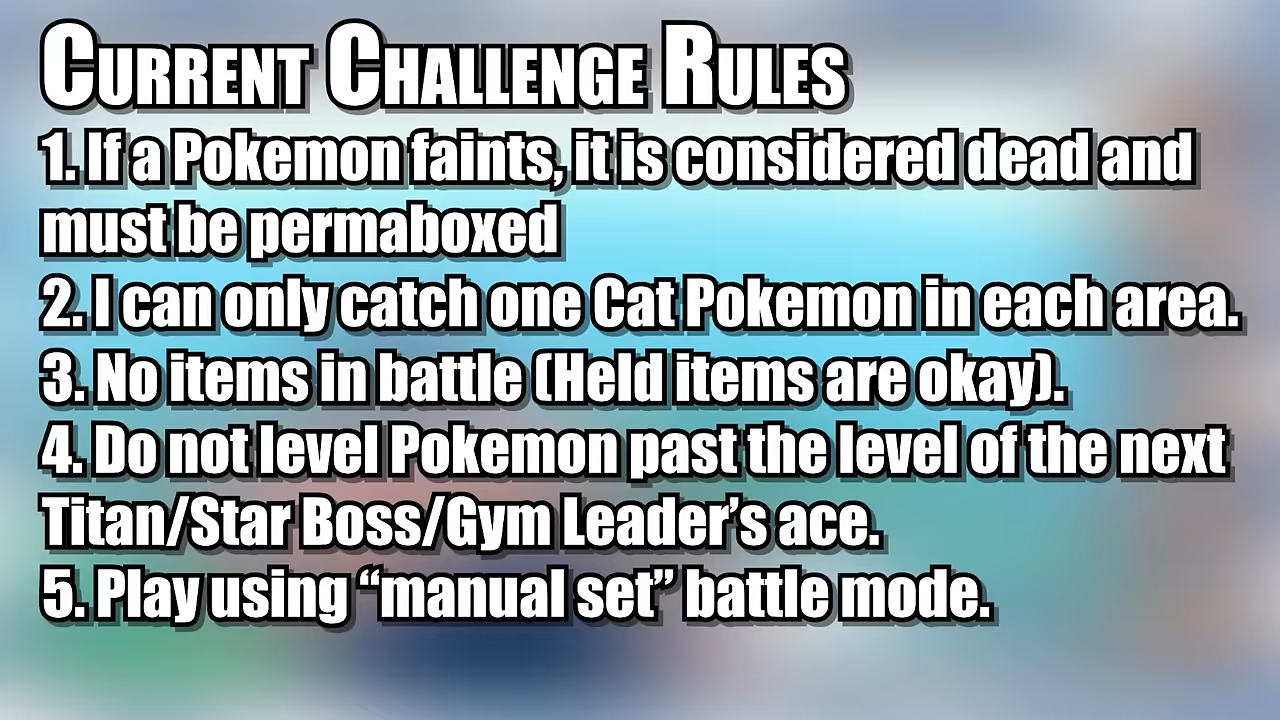 Current Challenge Rules
1. If a Pokemon faints, it is considered dead and
must be permaboxed
2. I can only catch one Cat Pokemon in each area.
3. No items in battle (Held items are okay).
4. Do not level Pokemon past the level of the next
Titan/Star Boss/Gym Leader’s ace.
5. Play using “manual set” battle mode.